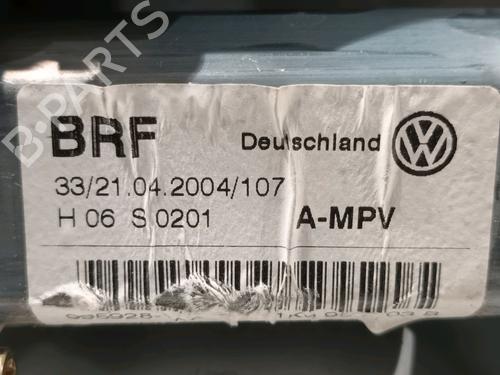 BRF Deutschland
33/21.04.2004/107
H 06 S 0201 A-MPV
B-PARTS